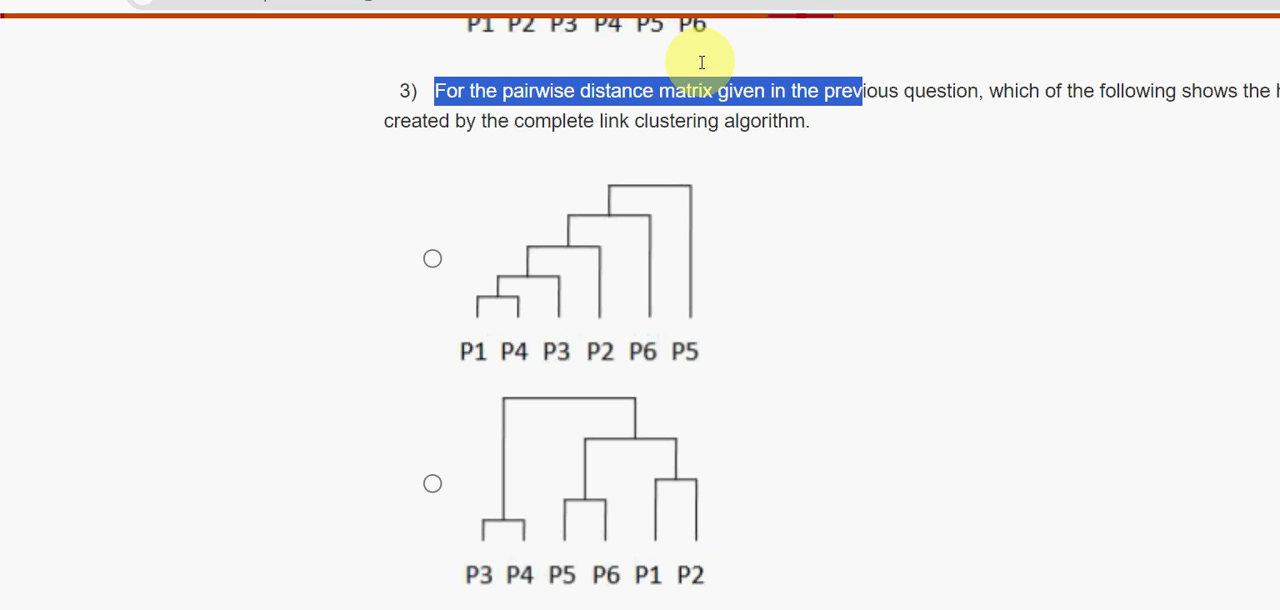 P1 P2 P3 P4 P5 P6
3) For the pairwise distance matrix given in the previous question, which of the following shows the
created by the complete link clustering algorithm.
P1 P4 P3 P2 P6 P5
P3 P4 P5 P6 P1 P2